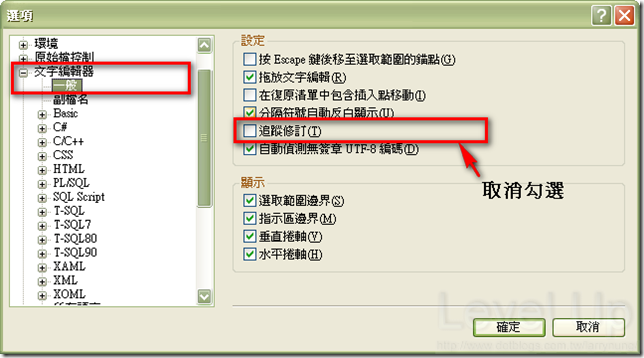 選項
環境
原始檔控制
文字編輯器
一般
副檔名
Basic
C#
C/C++
CSS
HTML
PL/SQL
SQL Script
T-SQL
T-SQL7
T-SQL80
T-SQL90
XAML
XML
XOML
設定
按 Escape 鍵後移至選取範圍的錨點(G)
拖放文字編輯(R)
在復原清單中包含插入點移動(I)
分隔符號自動反白顯示(U)
追蹤修訂(T)
自動偵測無簽章 UTF-8 編碼(D)
取消勾選
顯示
選取範圍邊界(S)
指示區邊界(M)
垂直捲軸(V)
水平捲軸(H)
Level Up
確定
取消